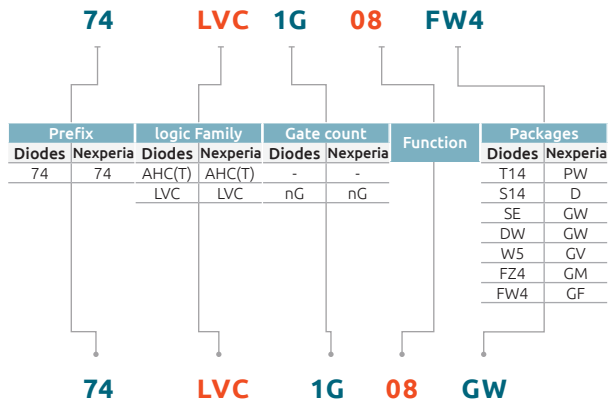 74 LVC 1G 08 FW4
Prefix logic Family Gate count Function Packages
Diodes Nexperia Diodes Nexperia Diodes Nexperia Diodes Nexperia
74 74 AHC(T) AHC(T) - - T14 PW
LVC LVC nG nG S14 D
SE GW
DW GW
W5 GV
FZ4 GM
FW4 GF
74 LVC 1G 08 GW